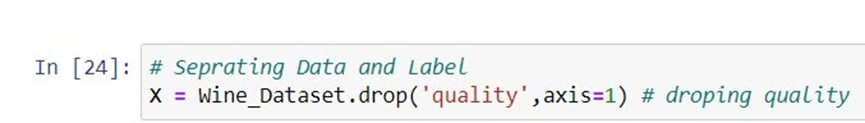 In [24]: # Seprating Data and Label
X = Wine_Dataset.drop('quality',axis=1) # droping quality